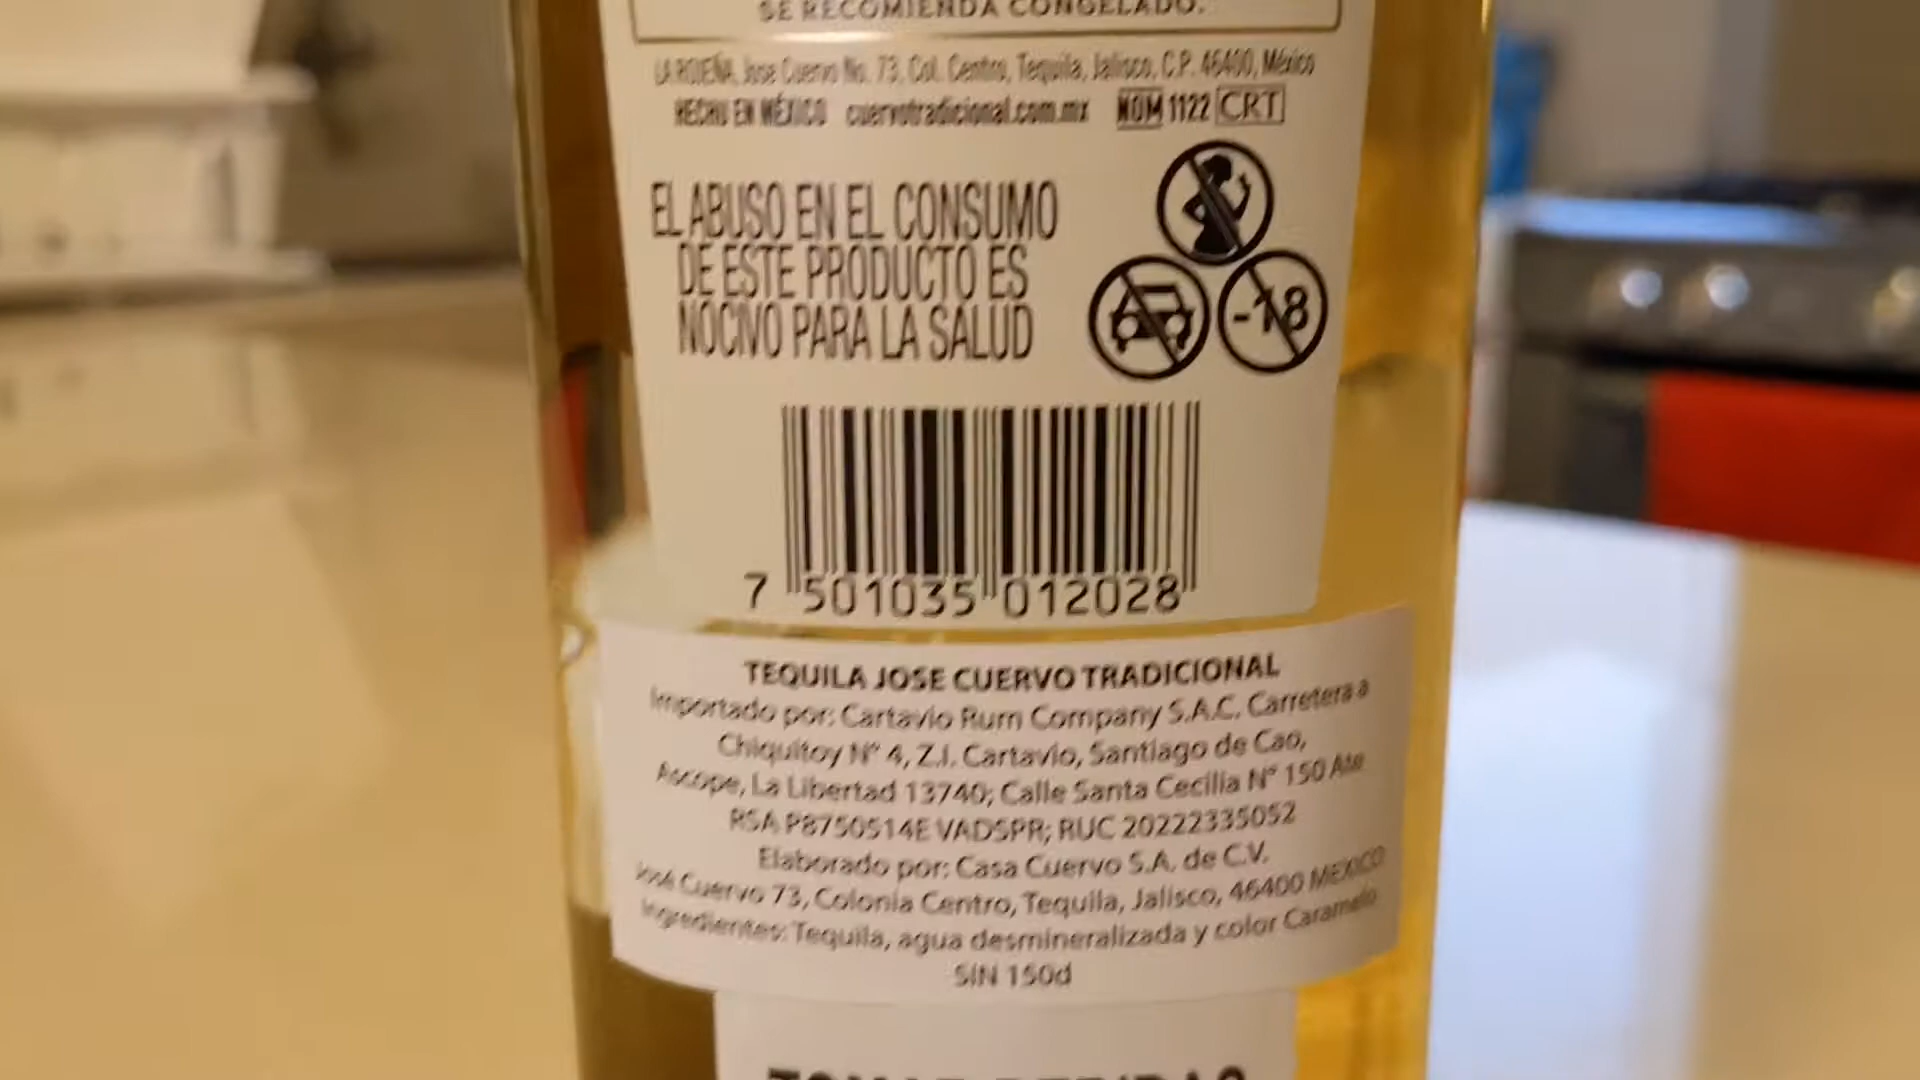 SE RECOMIENDA CONGELADO.
LA ROJEÑA, Jose Cuervo No. 73, Col. Centro, Tequila, Jalisco, C.P. 46400, México
HECHO EN MÉXICO cuervotradicional.com.mx NOM 1122 CRT
EL ABUSO EN EL CONSUMO
DE ESTE PRODUCTO ES
NOCIVO PARA LA SALUD
-18
7 501035 012028
TEQUILA JOSE CUERVO TRADICIONAL
Importado por: Cartavio Rum Company S.A.C. Carretera a
Chiquitoy N° 4, Z.I. Cartavio, Santiago de Cao,
Ascope, La Libertad 13740; Calle Santa Cecilia N° 150 Ate
RSA P8750514E VADSPR; RUC 20222335052
Elaborado por: Casa Cuervo S.A. de C.V.
José Cuervo 73, Colonia Centro, Tequila, Jalisco, 46400 MEXICO
Ingredientes: Tequila, agua desmineralizada y color Caramelo
SIN 150d
TOMAR BEBIDAS